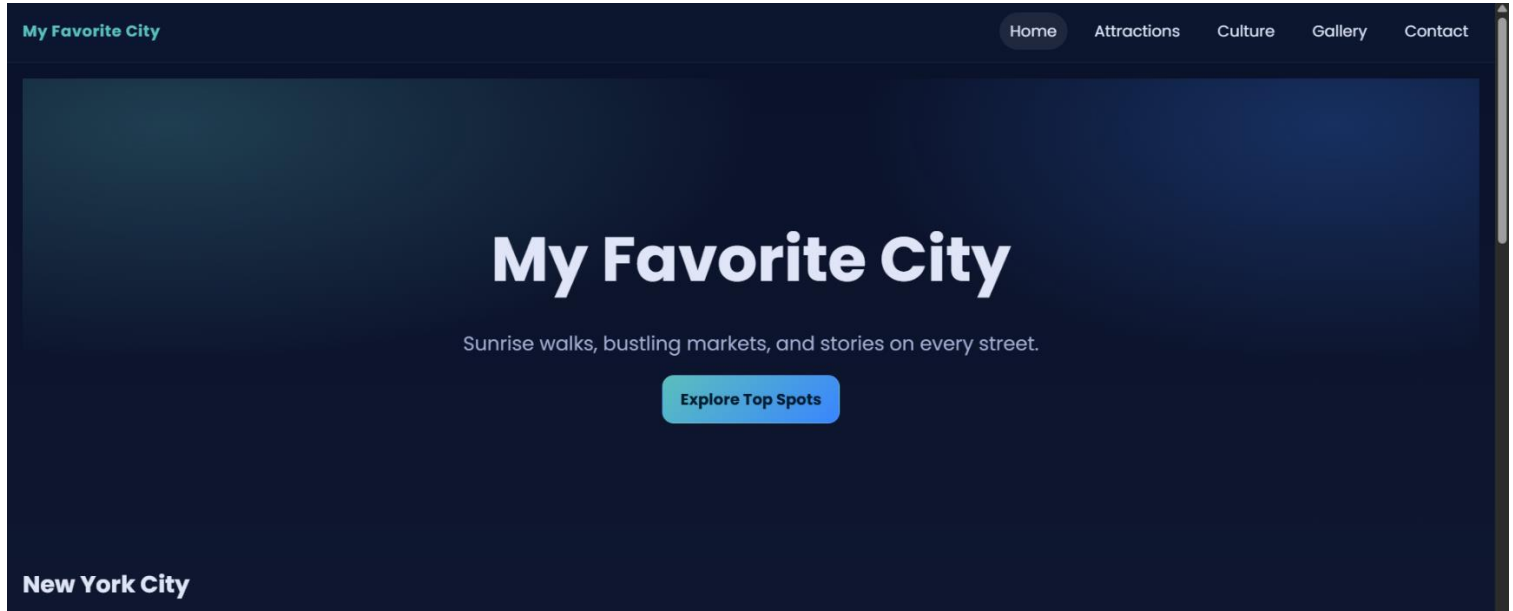 My Favorite City
Home Attractions Culture Gallery Contact
My Favorite City
Sunrise walks, bustling markets, and stories on every street.
Explore Top Spots
New York City